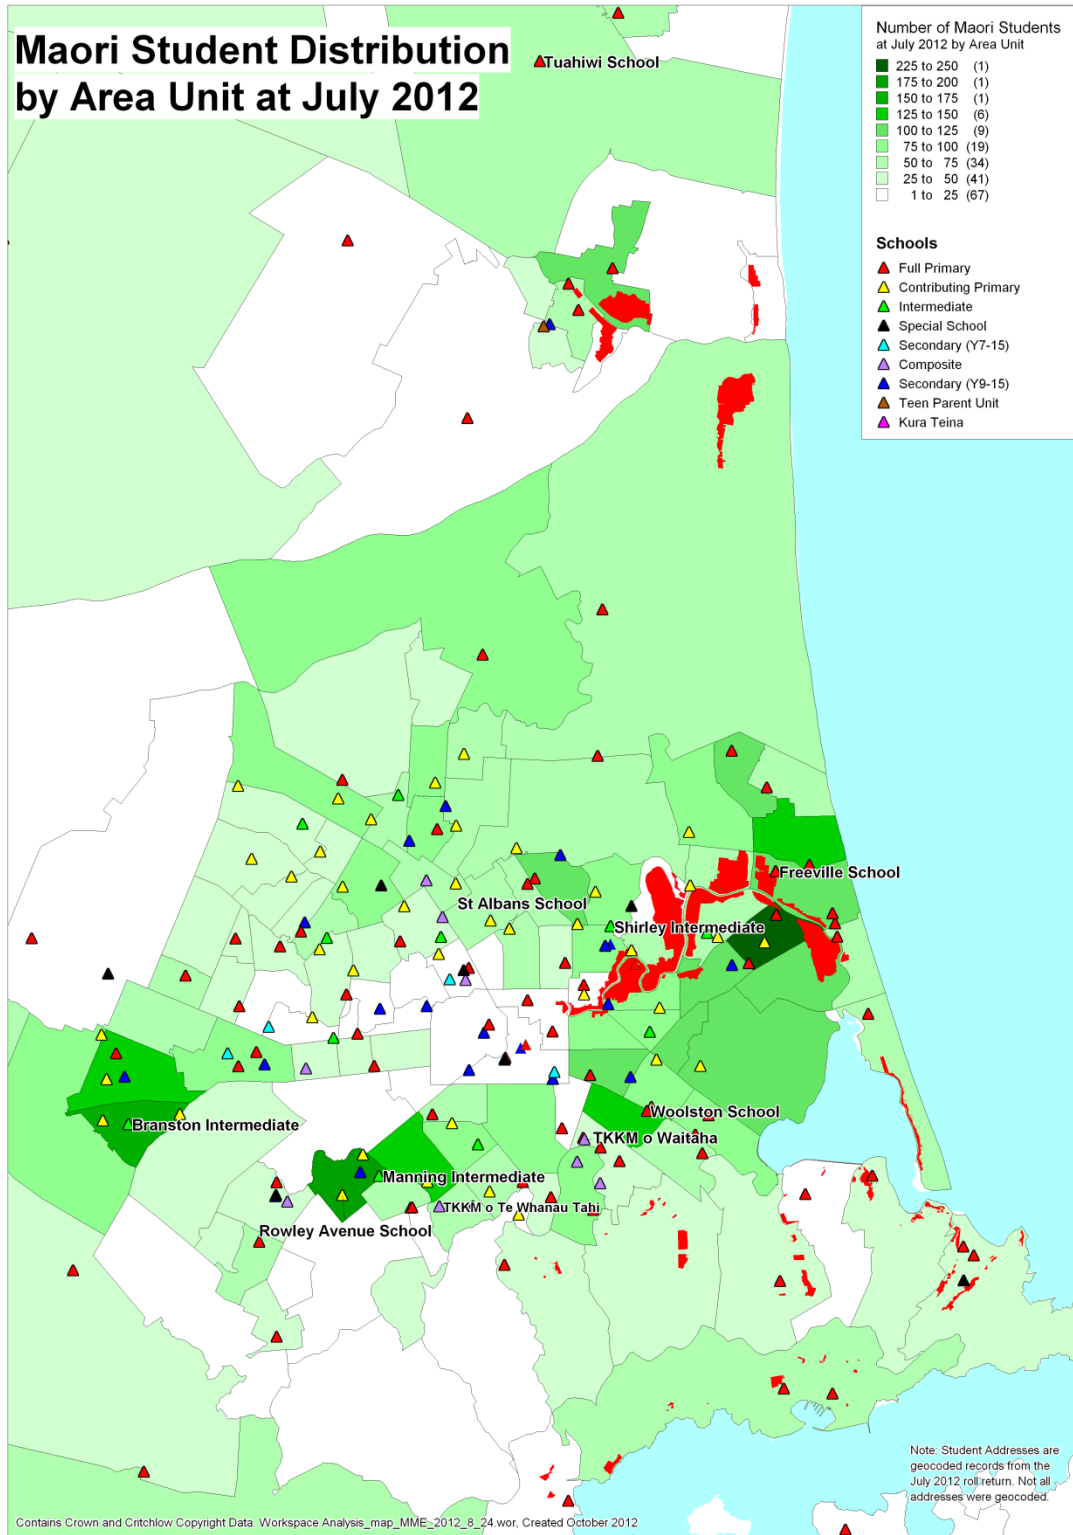 Maori Student Distribution
by Area Unit at July 2012
Number of Maori Students
at July 2012 by Area Unit
225 to 250 (1)
175 to 200 (1)
150 to 175 (1)
125 to 150 (6)
100 to 125 (9)
75 to 100 (19)
50 to 75 (34)
25 to 50 (41)
1 to 25 (67)
Schools
Full Primary
Contributing Primary
Intermediate
Special School
Secondary (Y7-15)
Composite
Secondary (Y9-15)
Teen Parent Unit
Kura Teina
Tuahiwi School
Freeville School
St Albans School
Shirley Intermediate
Woolston School
Branston Intermediate
TKKM o Waitaha
Manning Intermediate
TKKM o Te Whanau Tahi
Rowley Avenue School
Note: Student Addresses are
geocoded records from the
July 2012 roll return. Not all
addresses were geocoded.
Contains Crown and Critchlow Copyright Data. Workspace Analysis_map_MME_2012_8_24.wor, Created October 2012